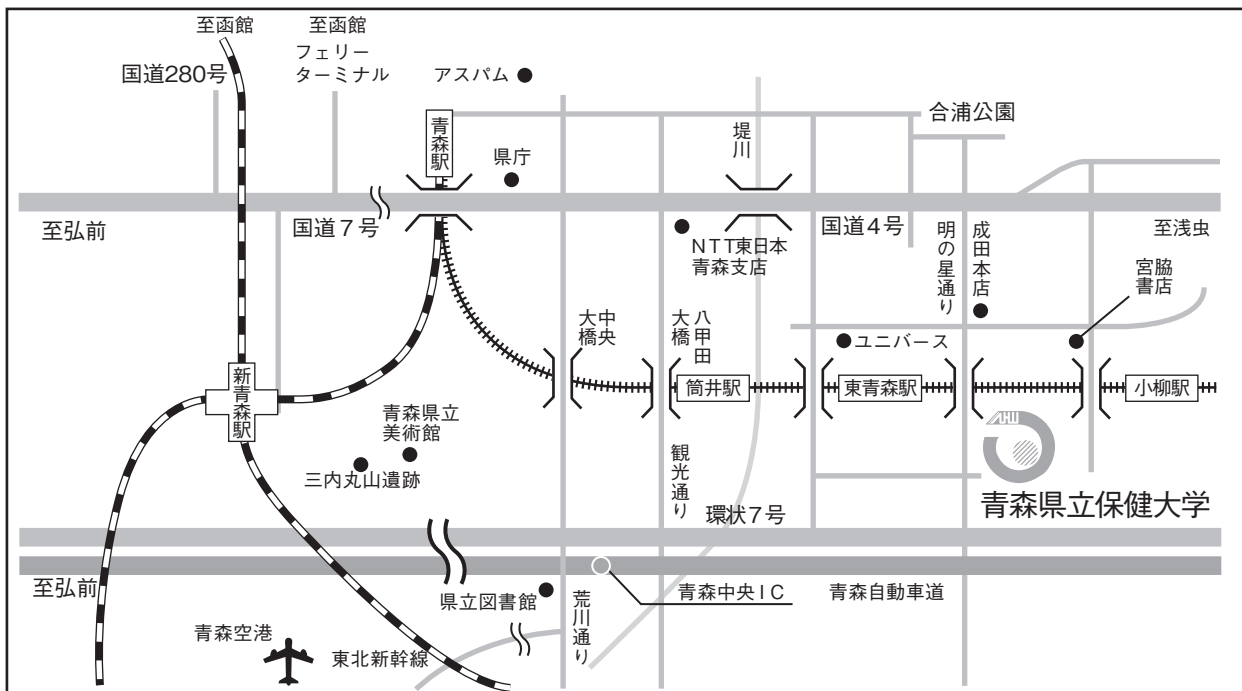 至函館
至函館
フェリー
ターミナル
国道280号
アスパム
青森駅
県庁
堤川
合浦公園
至弘前
国道7号
NTT東日本
青森支店
国道4号
明の星通り
成田本店
至浅虫
宮脇
書店
中央
大橋
八甲田
大橋
ユニバース
新青森駅
筒井駅
東青森駅
小柳駅
青森県立
美術館
三内丸山遺跡
観光通り
環状7号
青森県立保健大学
至弘前
県立図書館
荒川通り
青森中央IC
青森自動車道
青森空港
東北新幹線